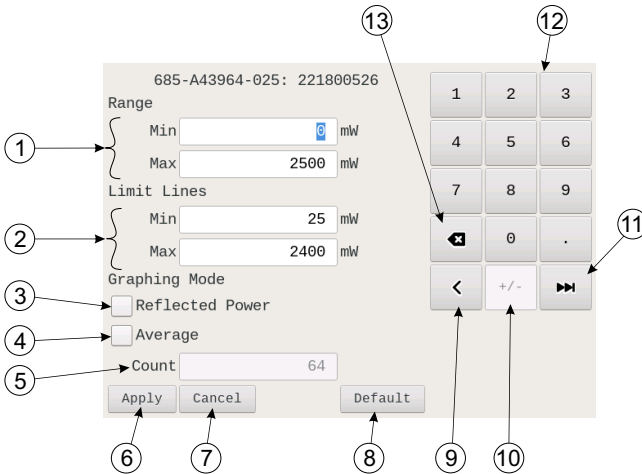 13
12
685-A43964-025: 221800526
Range
1
Min 0 mW
Max 2500 mW
Limit Lines
2
Min 25 mW
Max 2400 mW
Graphing Mode
3
Reflected Power
4
Average
5
Count 64
Apply Cancel Default
6
7
8
1 2 3
4 5 6
7 8 9
0 .
11
< +/-
9
10